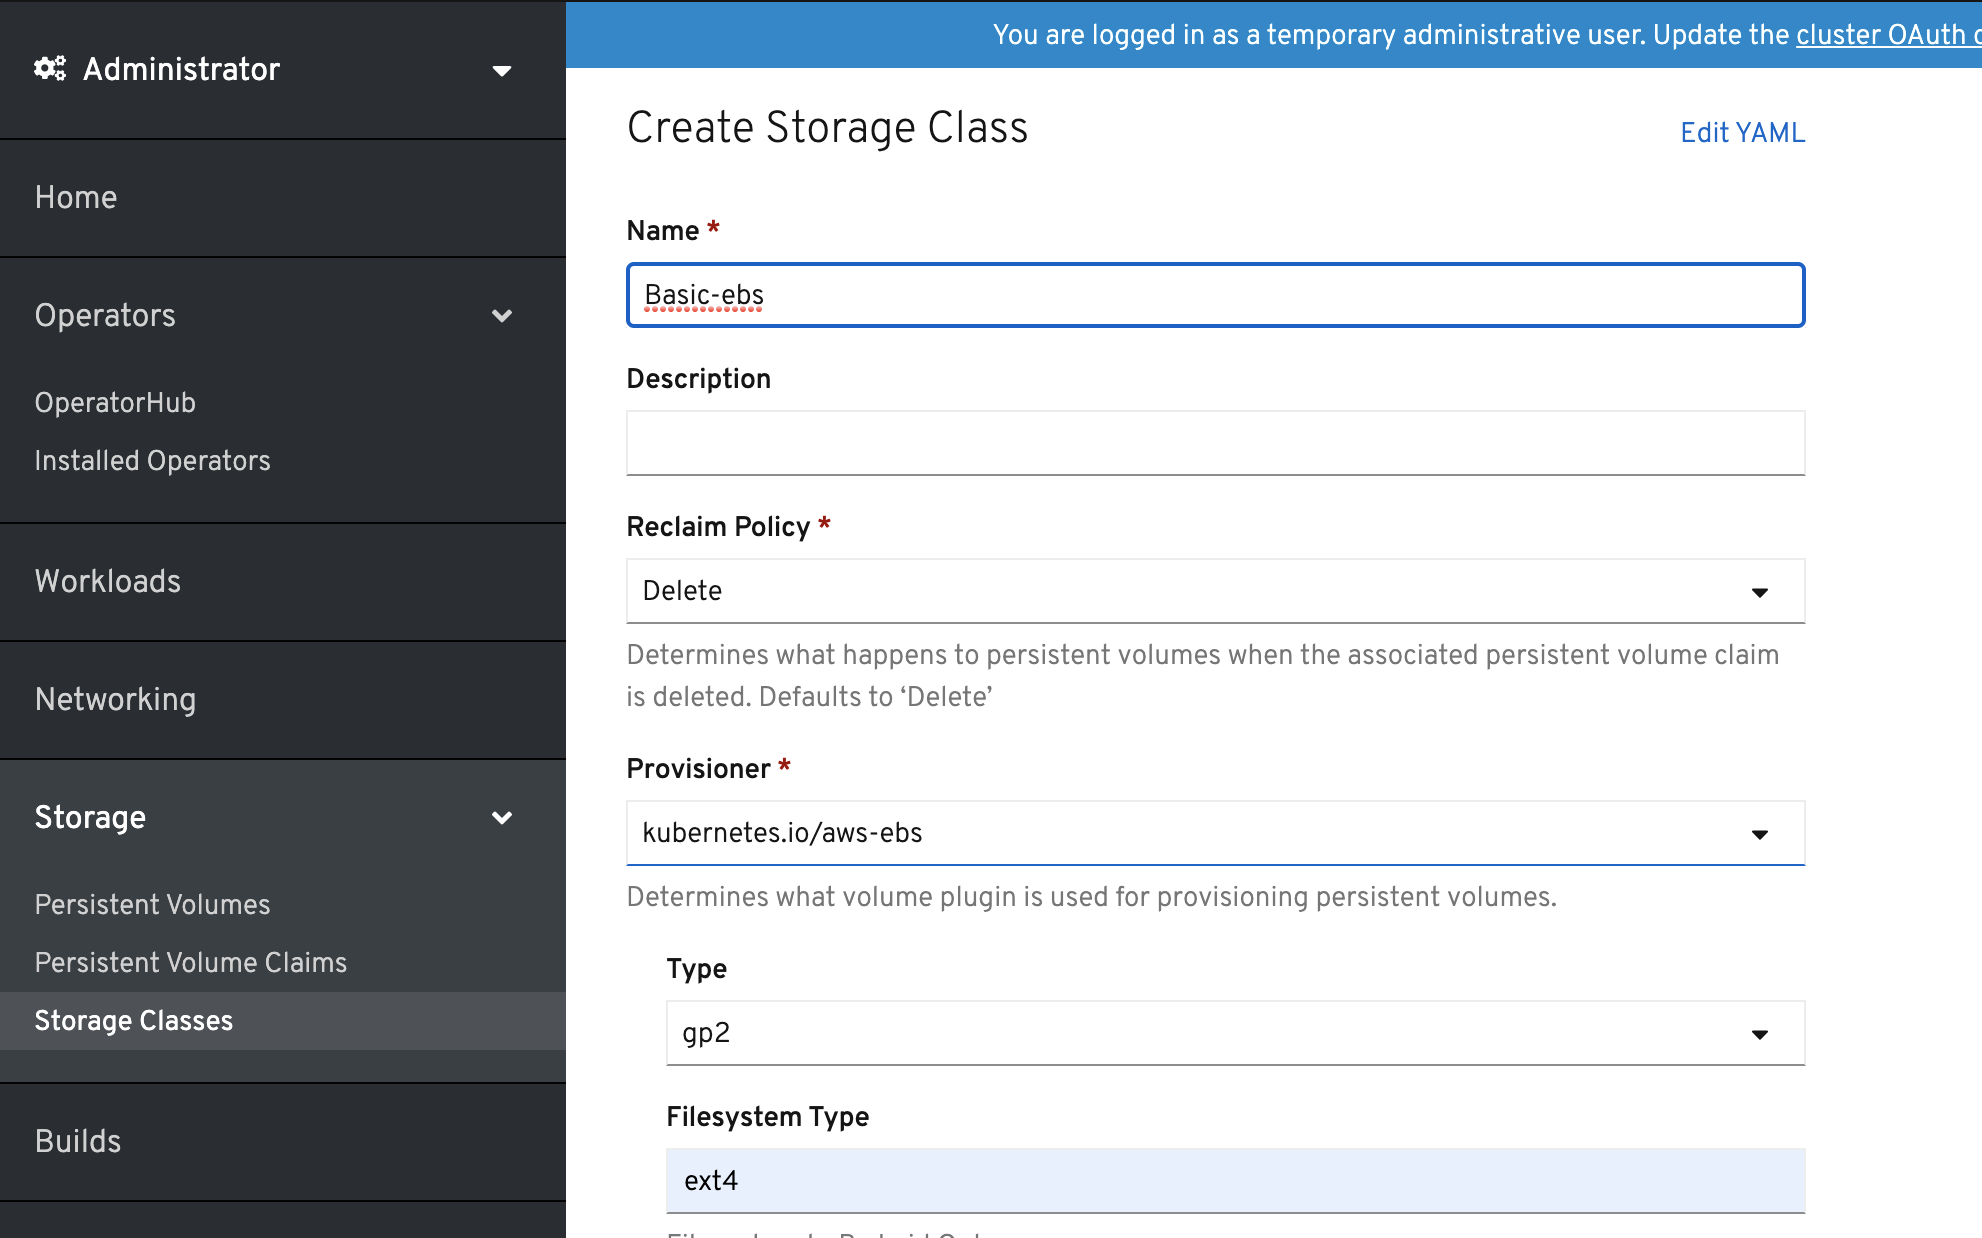 Administrator
Home
Operators
OperatorHub
Installed Operators
Workloads
Networking
Storage
Persistent Volumes
Persistent Volume Claims
Storage Classes
Builds
You are logged in as a temporary administrative user. Update the cluster OAuth
Create Storage Class
Edit YAML
Name *
Basic-ebs
Description
Reclaim Policy *
Delete
Determines what happens to persistent volumes when the associated persistent volume claim
is deleted. Defaults to ‘Delete’
Provisioner *
kubernetes.io/aws-ebs
Determines what volume plugin is used for provisioning persistent volumes.
Type
gp2
Filesystem Type
ext4